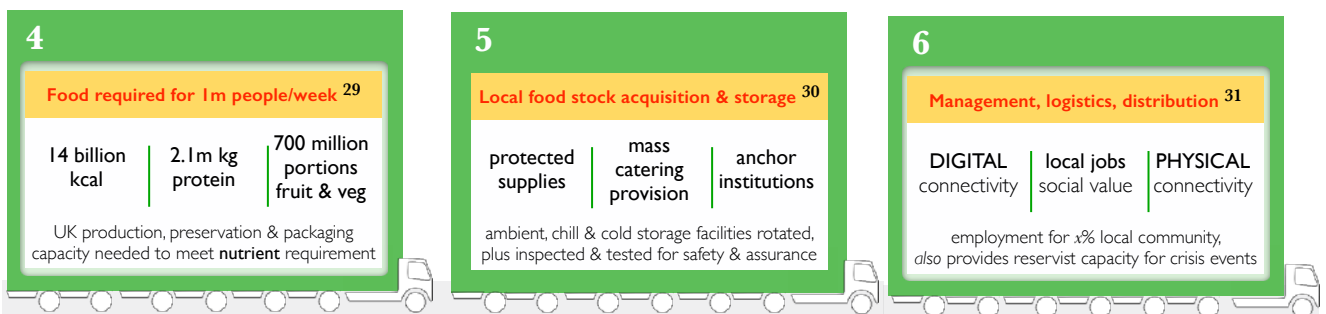 4
Food required for 1m people/week 29
14 billion
kcal
2.1m kg
protein
700 million
portions
fruit & veg
UK production, preservation & packaging
capacity needed to meet nutrient requirement
5
Local food stock acquisition & storage 30
protected
supplies
mass
catering
provision
anchor
institutions
ambient, chill & cold storage facilities rotated,
plus inspected & tested for safety & assurance
6
Management, logistics, distribution 31
DIGITAL
connectivity
local jobs
social value
PHYSICAL
connectivity
employment for x% local community,
also provides reservist capacity for crisis events